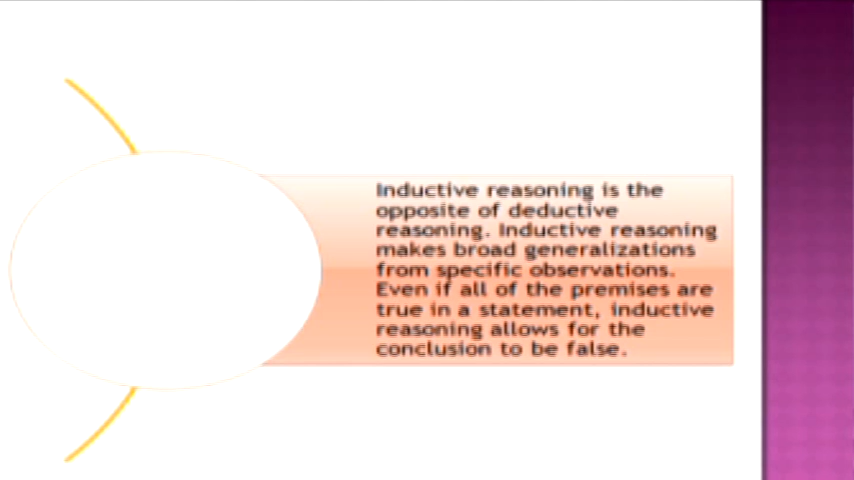 Inductive reasoning is the
opposite of deductive
reasoning. Inductive reasoning
makes broad generalizations
from specific observations.
Even if all of the premises are
true in a statement, inductive
reasoning allows for the
conclusion to be false.